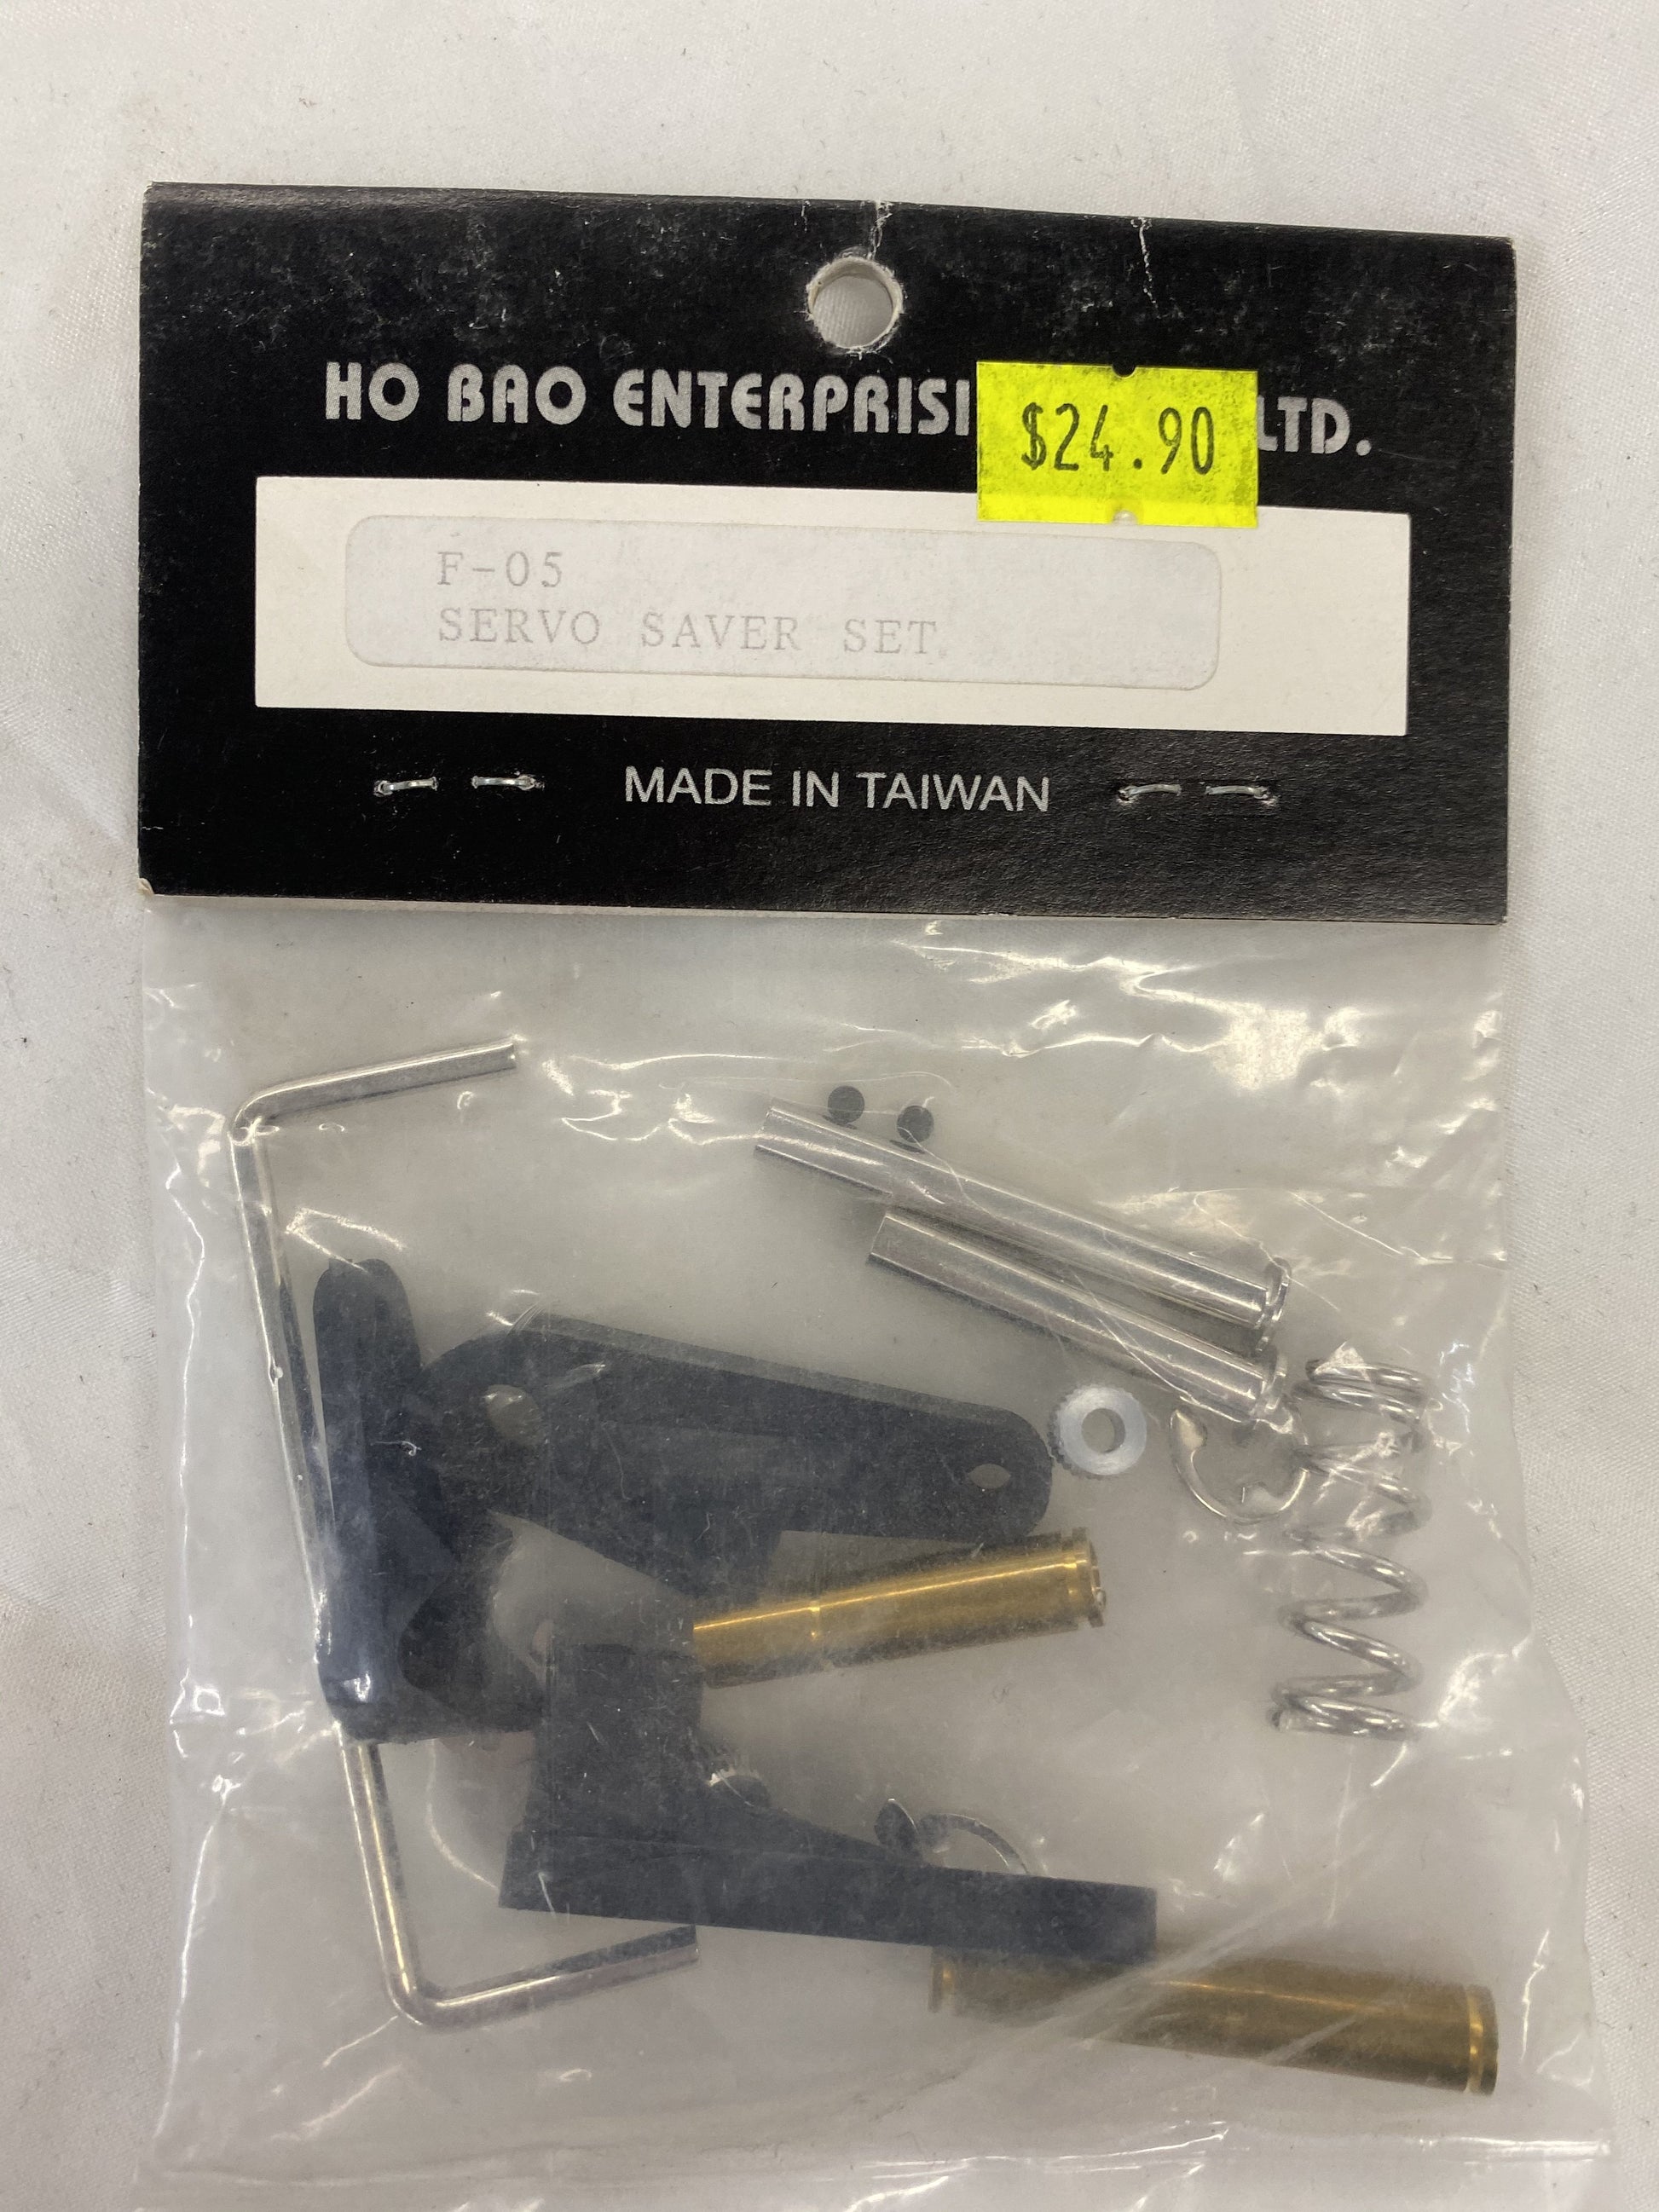 HO BAO ENTERPRISI LTD.
$24.90
F-05
SERVO SAVER SET.
MADE IN TAIWAN